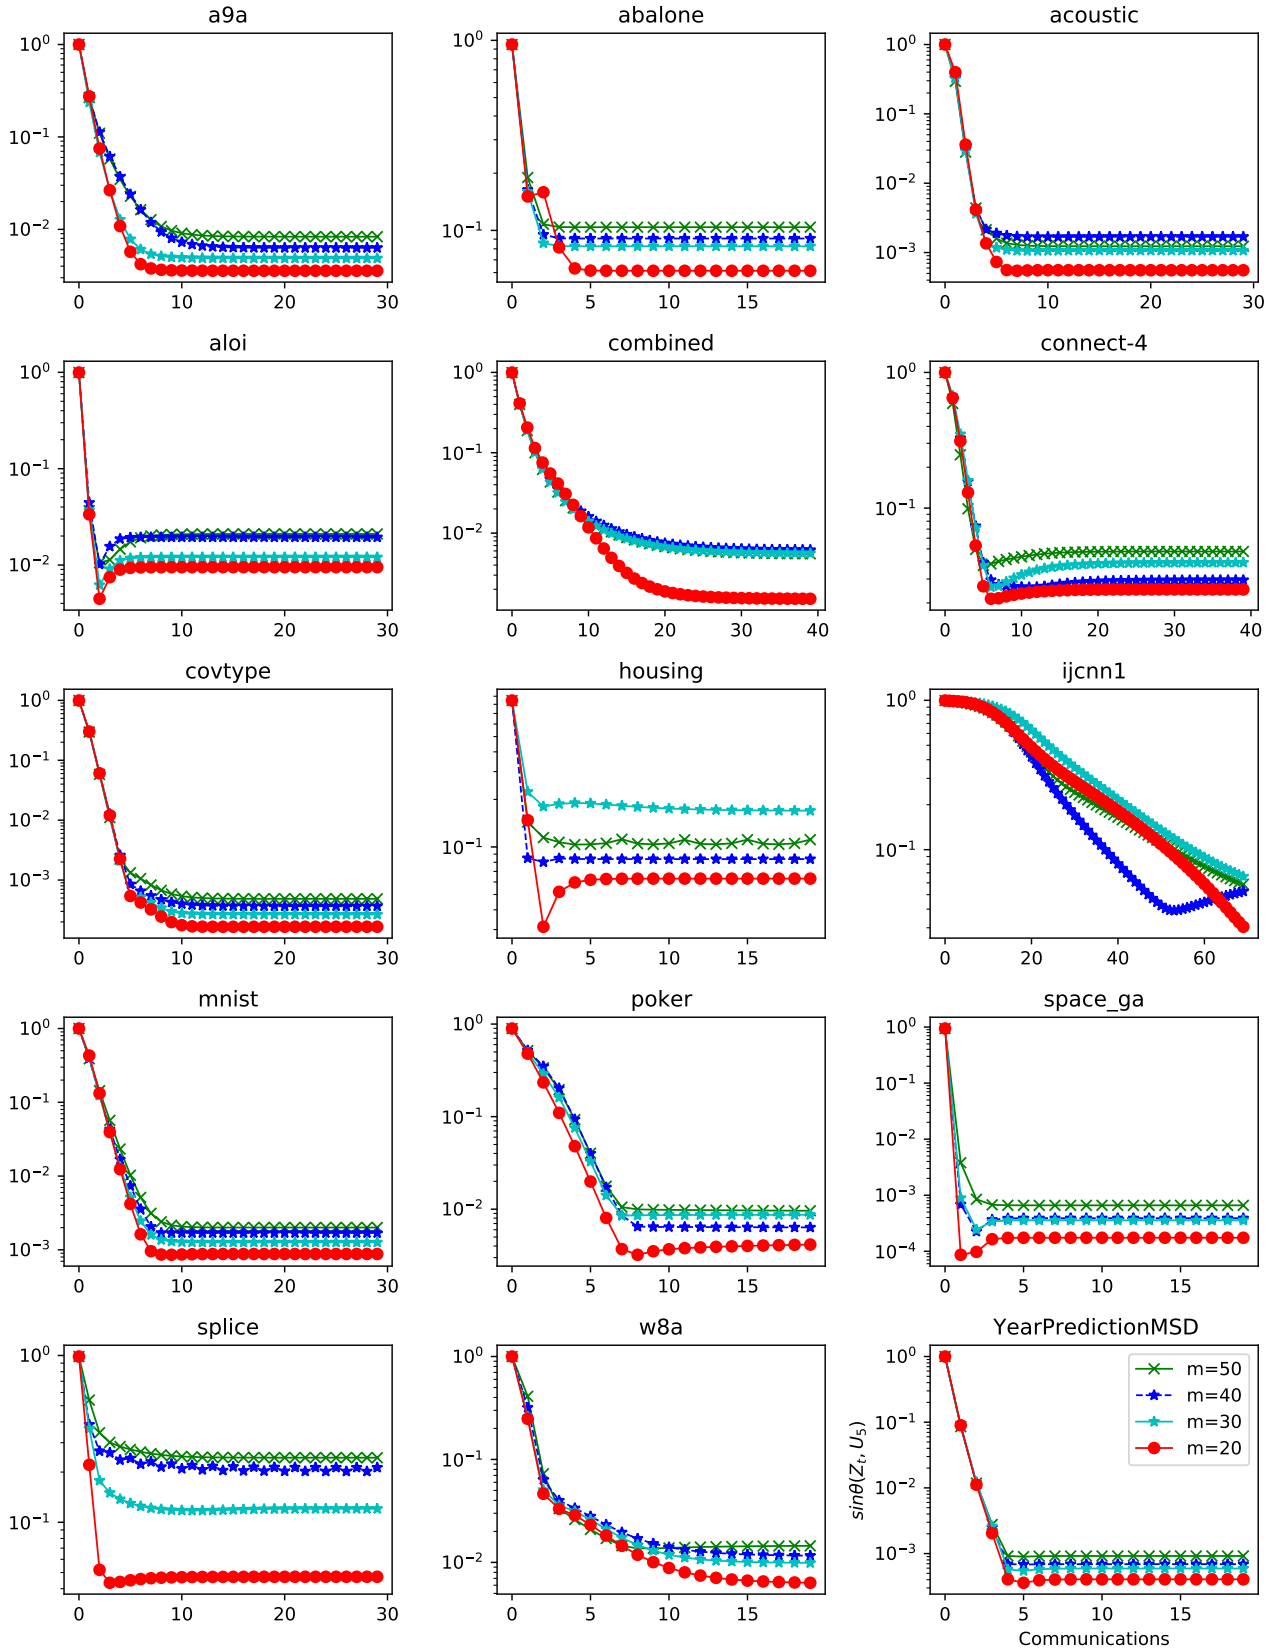 a9a
abalone
acoustic
10^0
10^-1
10^-2
0 10 20 30
10^0
10^-1
0 5 10 15
10^0
10^-1
10^-2
10^-3
0 10 20 30
aloi
combined
connect-4
10^0
10^-1
10^-2
0 10 20 30
10^0
10^-1
10^-2
0 10 20 30 40
10^0
10^-1
0 10 20 30 40
covtype
housing
ijcnn1
10^0
10^-1
10^-2
10^-3
0 10 20 30
10^-1
0 5 10 15
10^0
10^-1
0 20 40 60
mnist
poker
space_ga
10^0
10^-1
10^-2
10^-3
0 10 20 30
10^0
10^-1
10^-2
0 5 10 15
10^0
10^-1
10^-2
10^-3
10^-4
0 5 10 15
splice
w8a
YearPredictionMSD
10^0
10^-1
0 10 20 30
10^0
10^-1
10^-2
0 5 10 15
sinθ(Z_t, U_5)
10^0
10^-1
10^-2
10^-3
m=50
m=40
m=30
m=20
0 5 10 15
Communications